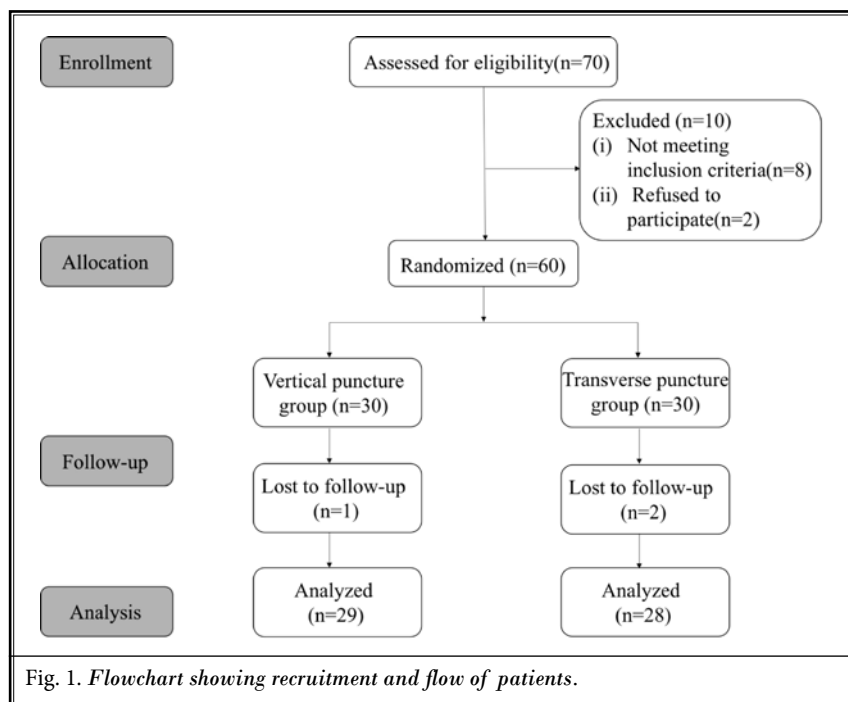 Enrollment
Assessed for eligibility(n=70)
Excluded (n=10)
(i) Not meeting
inclusion criteria(n=8)
(ii) Refused to
participate(n=2)
Allocation
Randomized (n=60)
Vertical puncture
group (n=30)
Transverse puncture
group (n=30)
Follow-up
Lost to follow-up
(n=1)
Lost to follow-up
(n=2)
Analysis
Analyzed
(n=29)
Analyzed
(n=28)
Fig. 1. Flowchart showing recruitment and flow of patients.